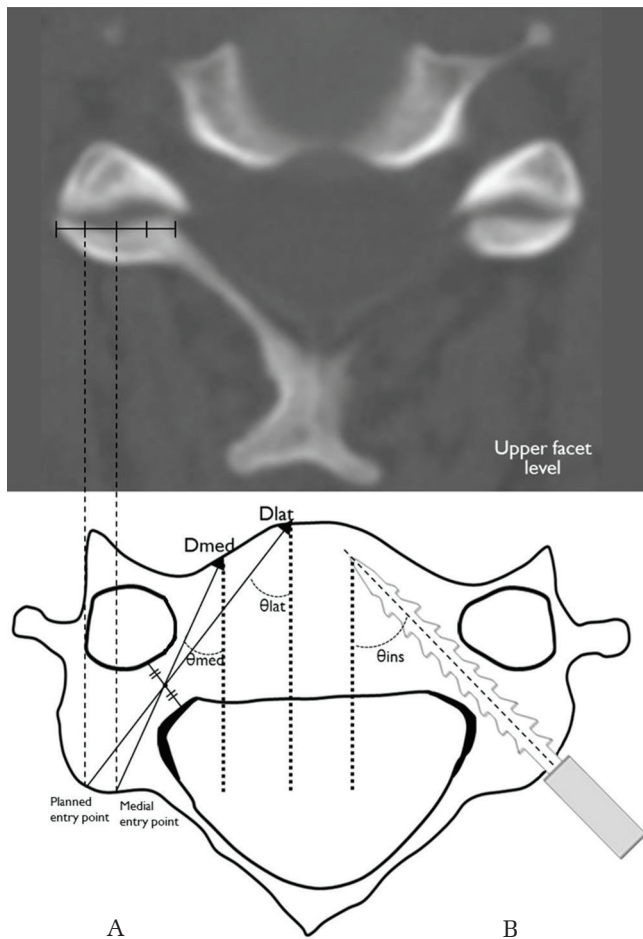 Upper facet
level
Dlat
Dmed
θlat
θmed
θins
Planned
entry point
Medial
entry point
A
B